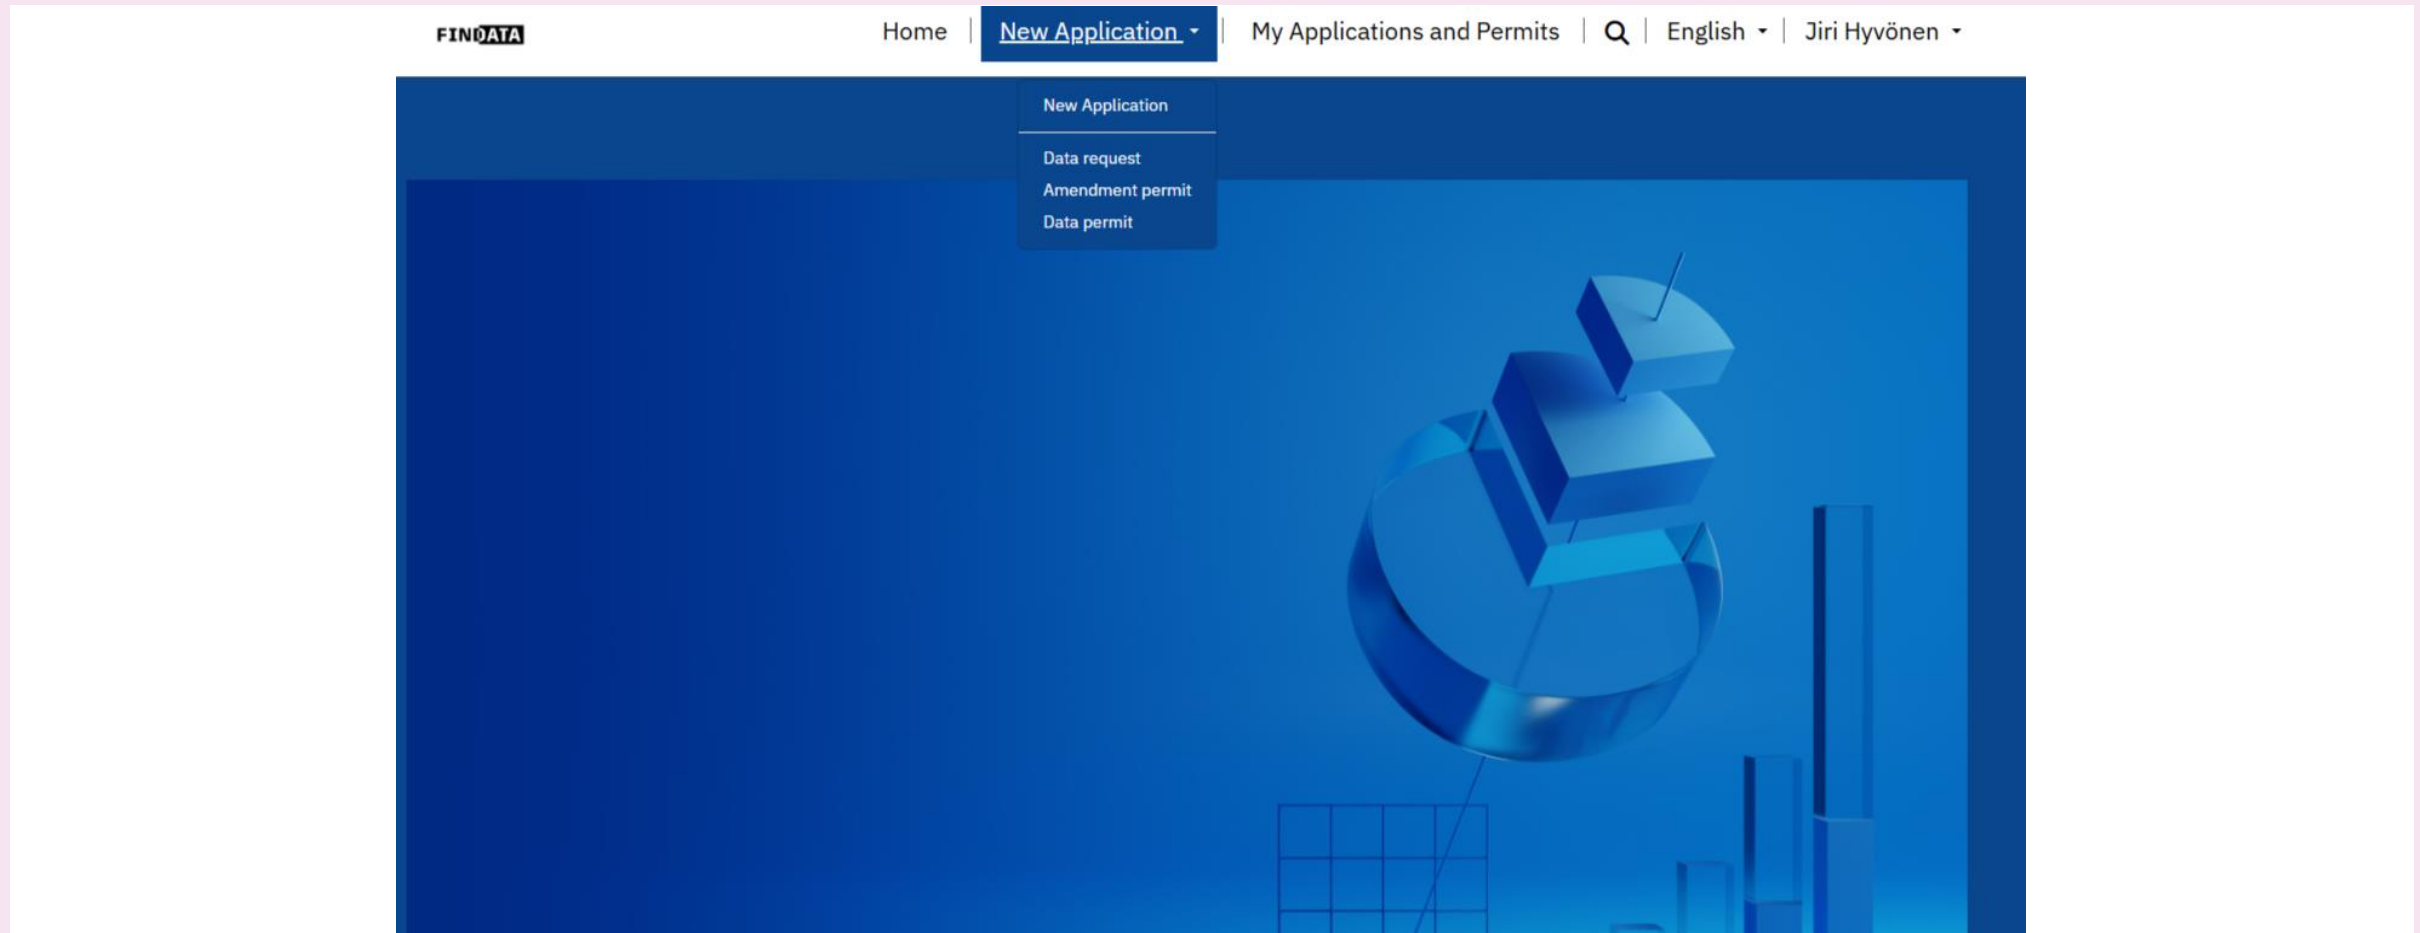 FINDATA
Home New Application My Applications and Permits English Jiri Hyvönen
New Application
Data request
Amendment permit
Data permit